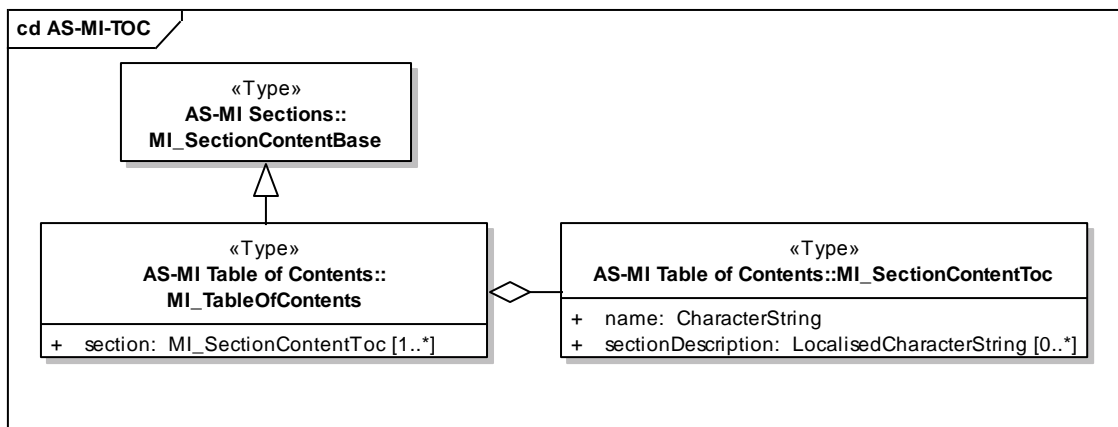 cd AS-MI-TOC
«Type»
AS-MI Sections::
MI_SectionContentBase
«Type»
AS-MI Table of Contents::
MI_TableOfContents
+ section: MI_SectionContentToc [1..*]
«Type»
AS-MI Table of Contents::MI_SectionContentToc
+ name: CharacterString
+ sectionDescription: LocalisedCharacterString [0..*]